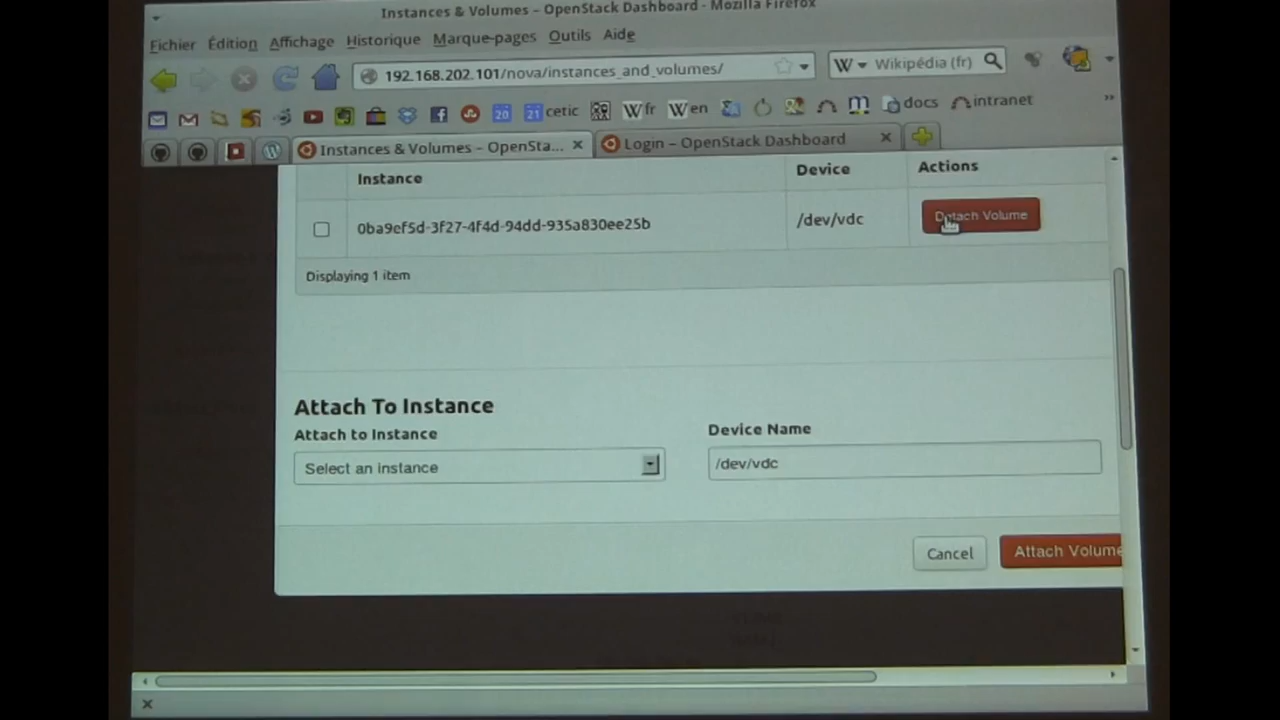 Instances & Volumes – OpenStack Dashboard - Mozilla Firefox
Fichier Édition Affichage Historique Marque-pages Outils Aide
192.168.202.101/nova/instances_and_volumes/
W Wikipédia (fr)
20 21 cetic W fr W en docs intranet
Instances & Volumes – OpenSta... Login – OpenStack Dashboard
Instance Device Actions
0ba9ef5d-3f27-4f4d-94dd-935a830ee25b /dev/vdc Detach Volume
Displaying 1 item
Attach To Instance
Attach to Instance Device Name
Select an instance /dev/vdc
Cancel Attach Volume